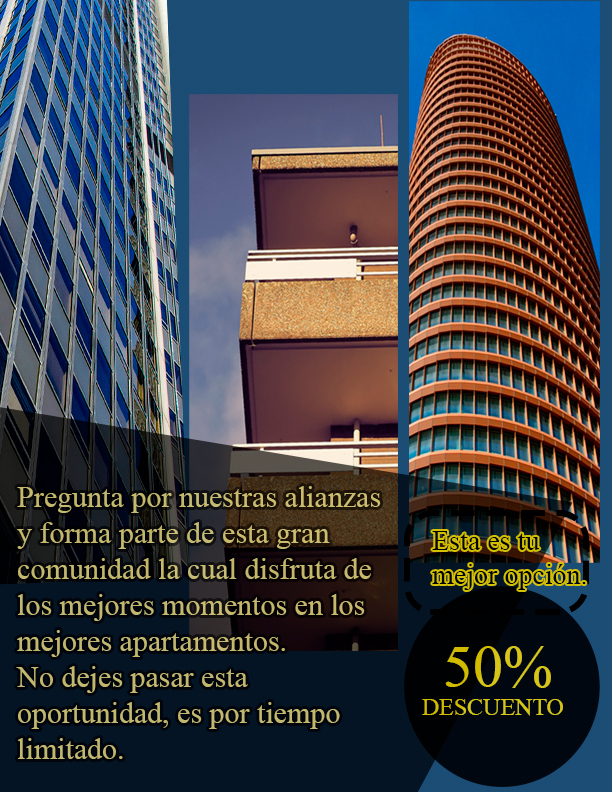 Pregunta por nuestras alianzas
y forma parte de esta gran
comunidad la cual disfruta de
los mejores momentos en los
mejores apartamentos.
No dejes pasar esta
oportunidad, es por tiempo
limitado.
Esta es tu
mejor opción.
50%
DESCUENTO